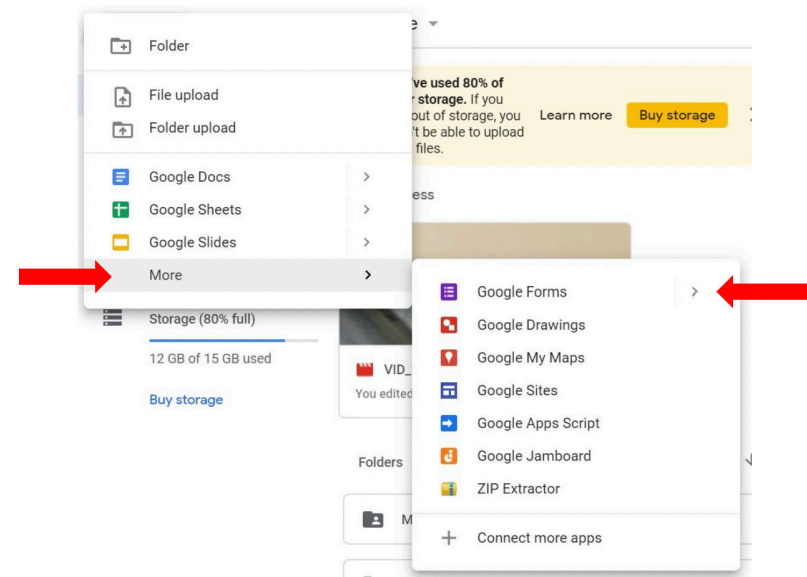 Folder
File upload
Folder upload
Google Docs
Google Sheets
Google Slides
More
Storage (80% full)
12 GB of 15 GB used
Buy storage
've used 80% of
storage. If you
out of storage, you
't be able to upload
files.
Learn more
Buy storage
ess
VID_
You edited
Folders
M
Google Forms
Google Drawings
Google My Maps
Google Sites
Google Apps Script
Google Jamboard
ZIP Extractor
Connect more apps